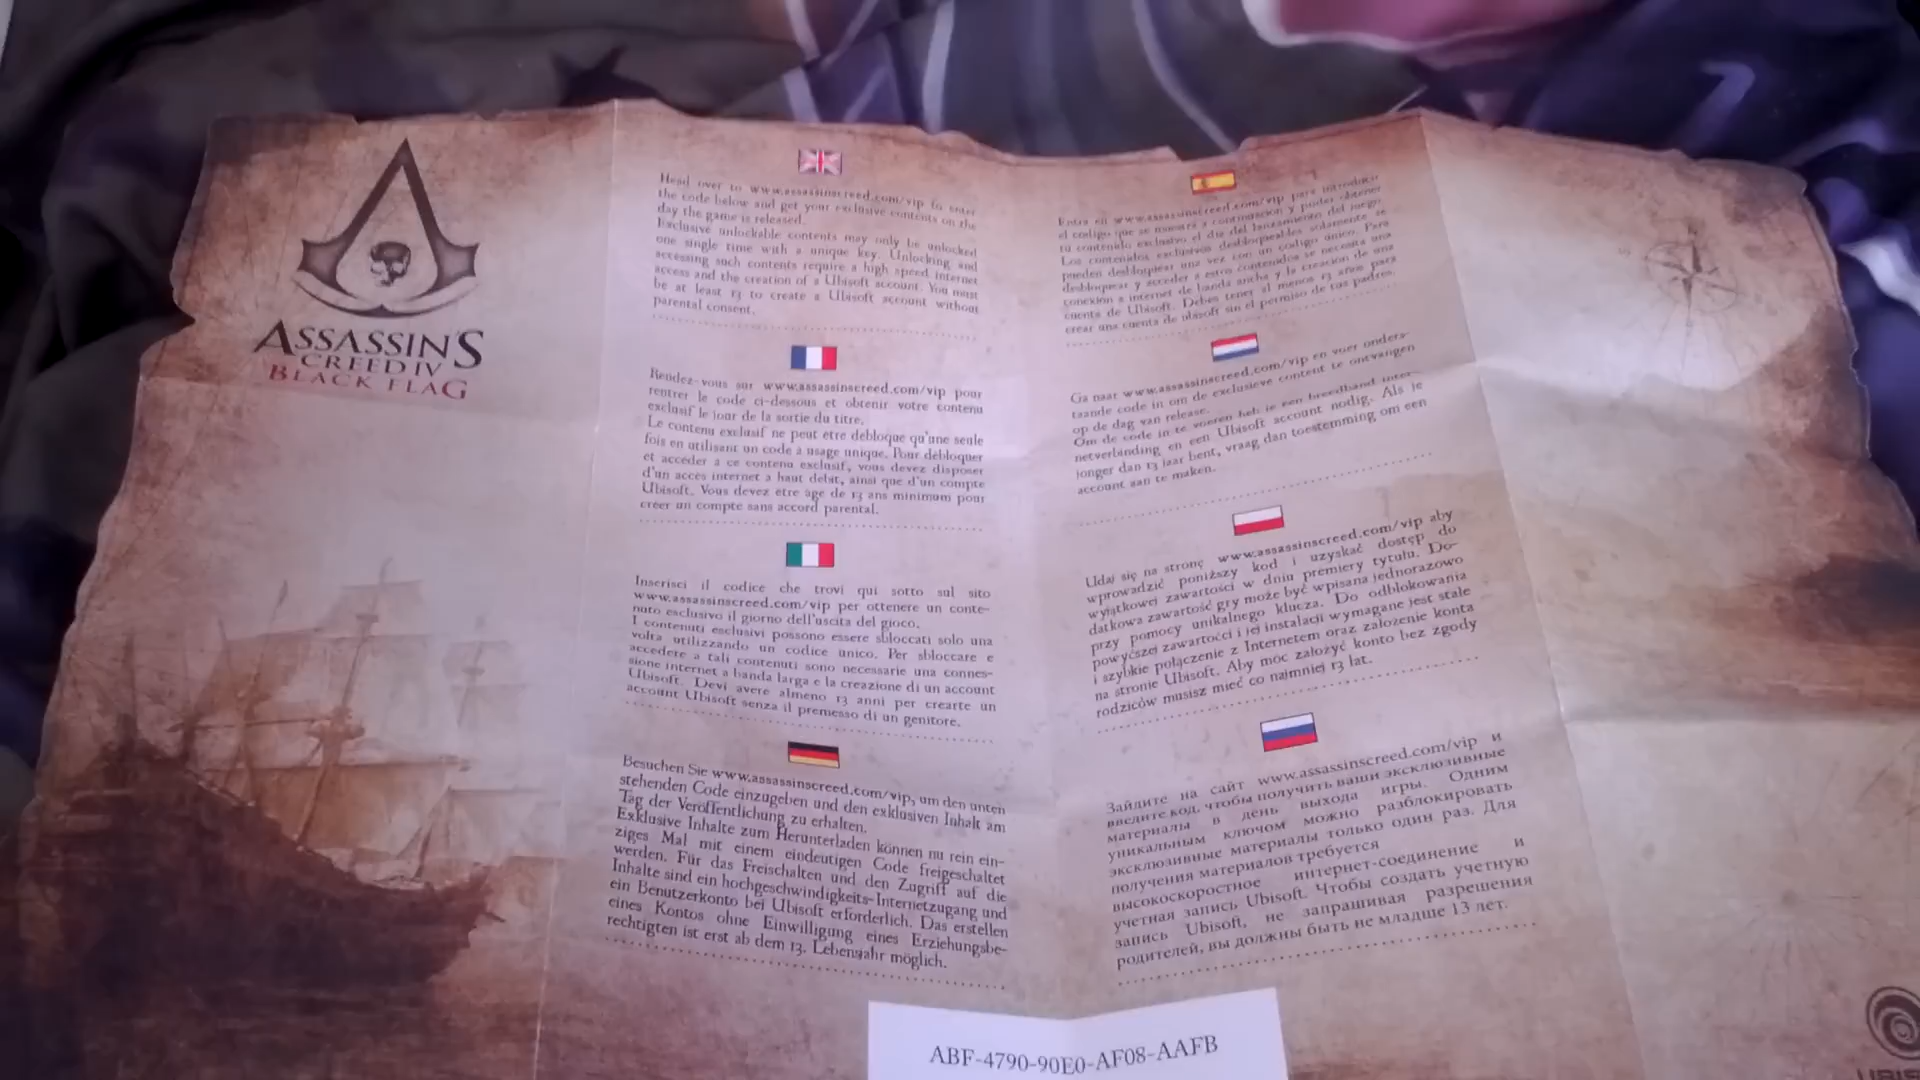 ASSASSIN'S
CREED IV
BLACK FLAG
Head over to www.assassinscreed.com/vip to enter
the code below and get your exclusive contents on the
day the game is released.
Exclusive unlockable contents may only be unlocked
one single time with a unique key. Unlocking and
accessing such contents require a high speed internet
access and the creation of a Ubisoft account. You must
be at least 13 to create a Ubisoft account without
parental consent.
Rendez-vous sur www.assassinscreed.com/vip pour
rentrer le code ci-dessous et obtenir votre contenu
exclusif le jour de la sortie du titre.
Le contenu exclusif ne peut etre debloque qu'une seule
fois en utilisant un code a usage unique. Pour debloquer
et acceder a ce contenu exclusif, vous devez disposer
d'un acces internet a haut debit, ainsi que d'un compte
Ubisoft. Vous devez etre age de 13 ans minimum pour
creer un compte sans accord parental.
Inserisci il codice che trovi qui sotto sul sito
www.assassinscreed.com/vip per ottenere un conte-
nuto esclusivo il giorno dell'uscita del gioco.
I contenuti esclusivi possono essere sbloccati solo una
volta utilizzando un codice unico. Per sbloccare e
accedere a tali contenuti sono necessarie una connes-
sione internet a banda larga e la creazione di un account
Ubisoft. Devi avere almeno 13 anni per crearte un
account Ubisoft senza il premesso di un genitore.
Besuchen Sie www.assassinscreed.com/vip, um den unten
stehenden Code einzugeben und den exklusiven Inhalt am
Tag der Veröffentlichung zu erhalten.
Exklusive Inhalte zum Herunterladen können nu rein ein-
ziges Mal mit einem eindeutigen Code freigeschaltet
werden. Für das Freischalten und den Zugriff auf die
Inhalte sind ein hochgeschwindigkeits-Internetzugang und
ein Benutzerkonto bei Ubisoft erforderlich. Das erstellen
eines Kontos ohne Einwilligung eines Erziehungsbe-
rechtigten ist erst ab dem 13. Lebensjahr möglich.
Entra en www.assassinscreed.com/vip para introducir
el codigo que se muestra a continuacion y poder obtener
tu contenido exclusivo el dia del lanzamiento del juego.
Los contenidos exclusivos desbloqueables solamente se
pueden desbloquear una vez con un codigo unico. Para
desbloquear y acceder a estos contenidos se necesita una
conexion a internet de banda ancha y la creacion de una
cuenta de Ubisoft. Debes tener al menos 13 años para
crear una cuenta de ubisoft sin el permiso de tus padres.
Ga naar www.assassinscreed.com/vip en voer onders-
taande code in om de exclusieve content te ontvangen
op de dag van release.
Om de code in te voeren heb je een breedband inter-
netverbinding en een Ubisoft account nodig. Als je
jonger dan 13 jaar bent, vraag dan toestemming om een
account aan te maken.
Udaj się na stronę www.assassinscreed.com/vip aby
wprowadzić poniższy kod i uzyskać dostęp do
wyjątkowej zawartości w dniu premiery tytułu. Do-
datkowa zawartość gry może być wpisana jednorazowo
przy pomocy unikalnego klucza. Do odblokowania
powyższej zawartości i jej instalacji wymagane jest stałe
i szybkie połączenie z Internetem oraz założenie konta
na stronie Ubisoft. Aby moc założyć konto bez zgody
rodziców musisz mieć co najmniej 13 lat.
Зайдите на сайт www.assassinscreed.com/vip и
введите код, чтобы получить ваши эксклюзивные
материалы в день выхода игры. Одним
уникальным ключом можно разблокировать
эксклюзивные материалы только один раз. Для
получения материалов требуется
высокоскоростное интернет-соединение и
учетная запись Ubisoft. Чтобы создать учетную
запись Ubisoft, не запрашивая разрешения
родителей, вы должны быть не младше 13 лет.
ABF-4790-90E0-AF08-AAFB